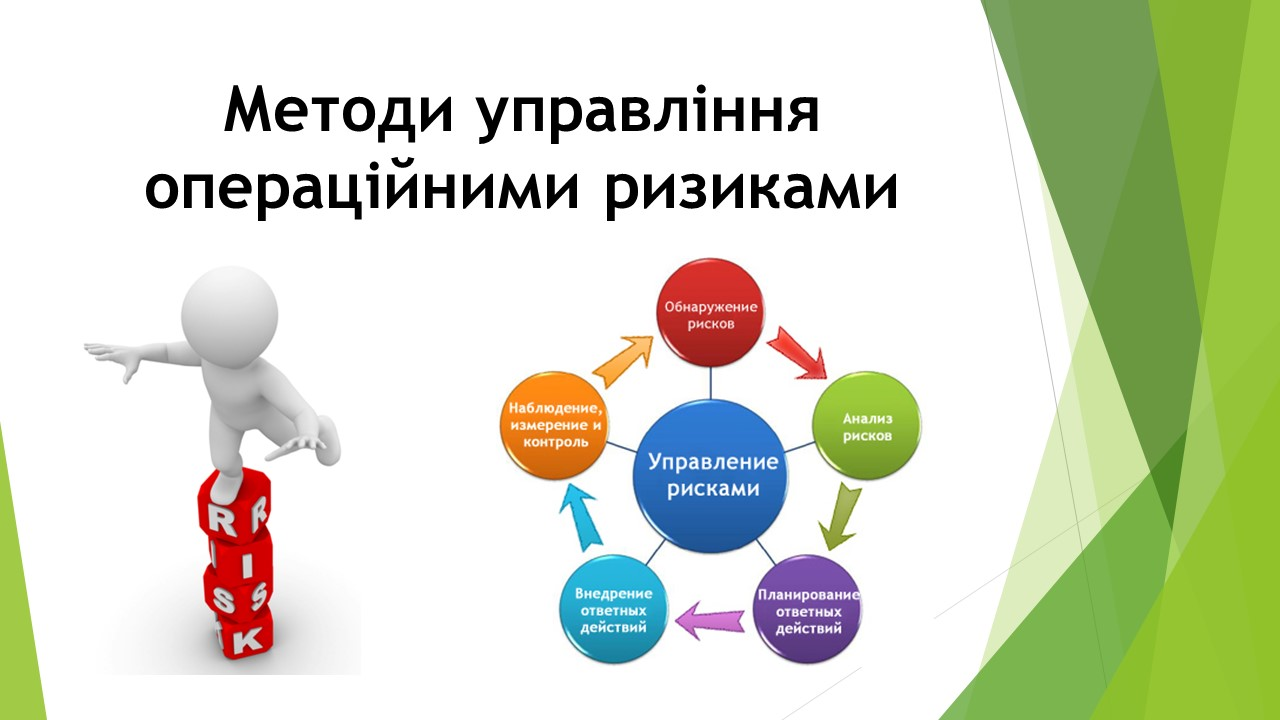 Методи управління
операційними ризиками
Обнаружение
рисков
Анализ
рисков
Планирование
ответных
действий
Внедрение
ответных
действий
Наблюдение,
измерение и
контроль
Управление
рисками
R R
I
S S
K